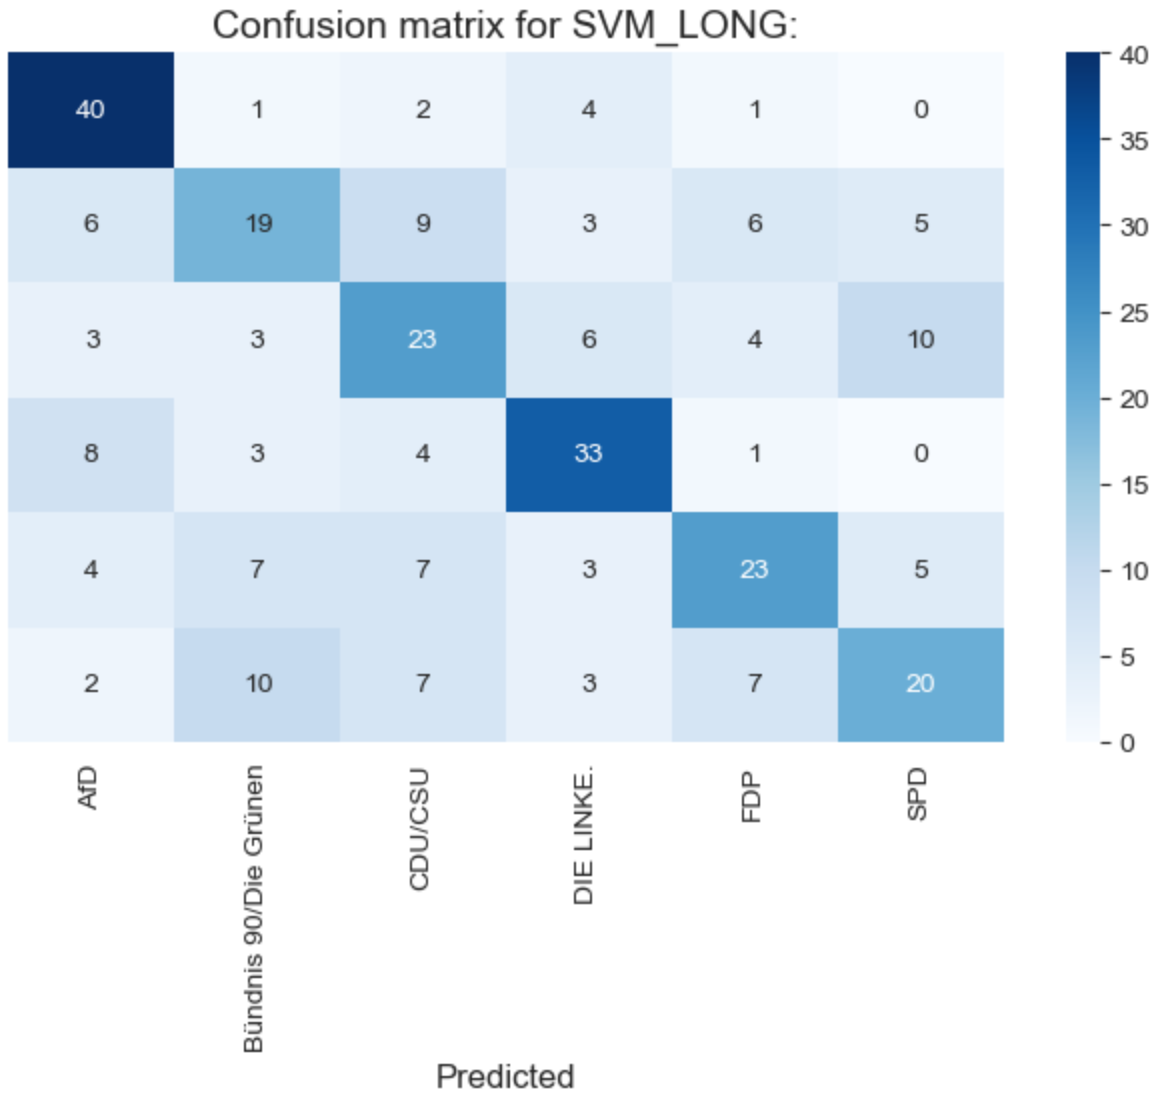 Confusion matrix for SVM_LONG:
40 1 2 4 1 0
6 19 9 3 6 5
3 3 23 6 4 10
8 3 4 33 1 0
4 7 7 3 23 5
2 10 7 3 7 20
40
35
30
25
20
15
10
5
0
AfD
Bündnis 90/Die Grünen
CDU/CSU
DIE LINKE.
FDP
SPD
Predicted